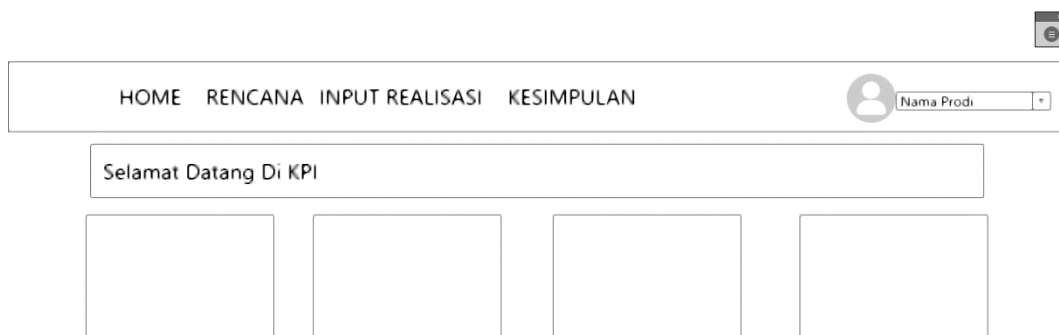 HOME RENCANA INPUT REALISASI KESIMPULAN
Nama Prodi
Selamat Datang Di KPI